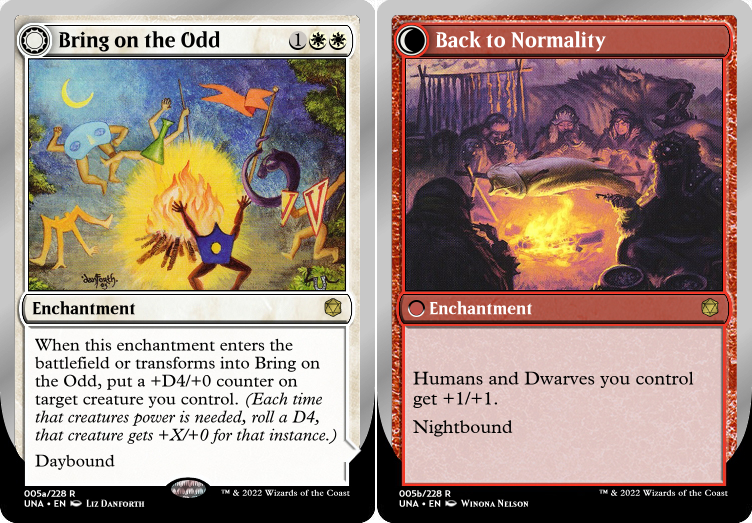 Bring on the Odd
1
Danforth
Enchantment
When this enchantment enters the
battlefield or transforms into Bring on
the Odd, put a +D4/+0 counter on
target creature you control. (Each time
that creatures power is needed, roll a D4,
that creature gets +X/+0 for that instance.)
Daybound
005a/228 R
UNA • EN Liz Danforth
™ & 2022 Wizards of the Coast
Back to Normality
Enchantment
Humans and Dwarves you control
get +1/+1.
Nightbound
005b/228 R
UNA • EN Winona Nelson
™ & 2022 Wizards of the Coast